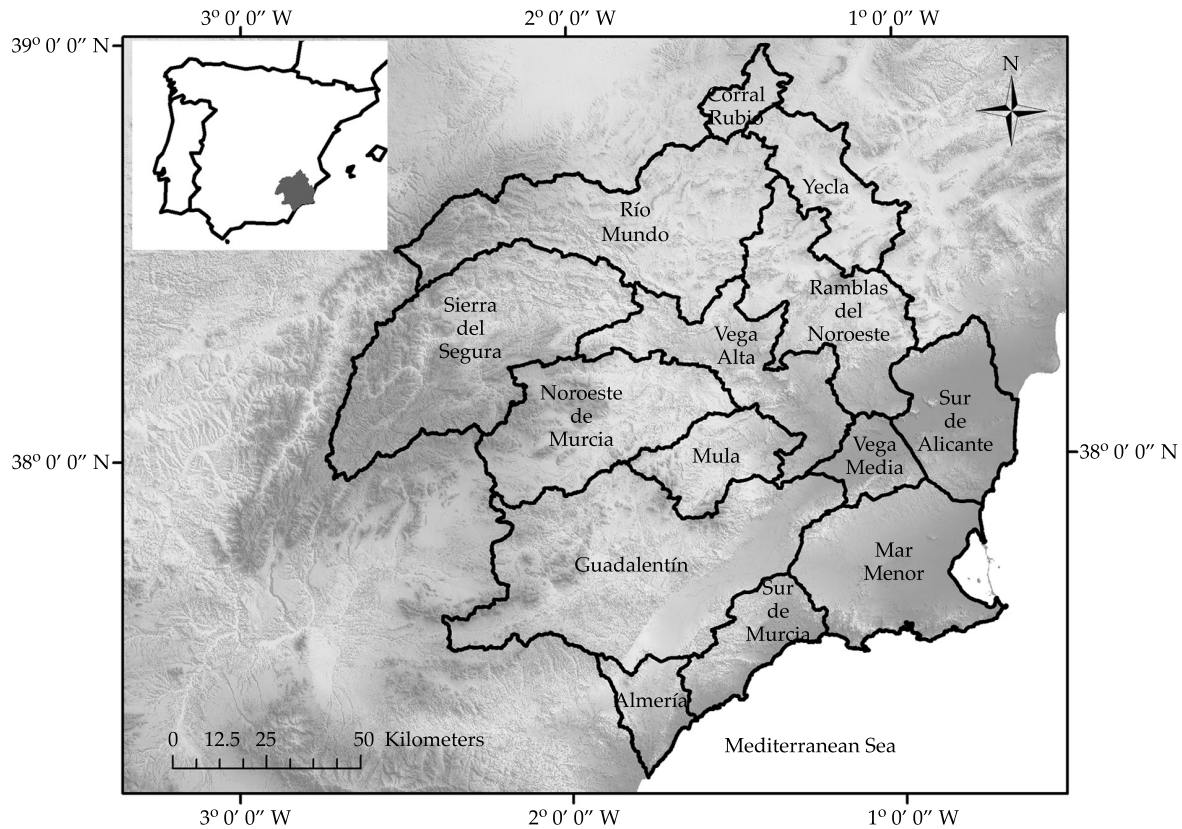 3º 0' 0'' W 2º 0' 0'' W 1º 0' 0'' W
39º 0' 0'' N
N
Corral
Rubio
Yecla
Río
Mundo
Ramblas
del
Noroeste
Sierra
del
Segura
Vega
Alta
Noroeste
de
Murcia
Sur
de
Alicante
Mula
Vega
Media
38º 0' 0'' N
38º 0' 0'' N
Guadalentín
Mar
Menor
Sur
de
Murcia
Almería
0 12.5 25 50 Kilometers
Mediterranean Sea
3º 0' 0'' W 2º 0' 0'' W 1º 0' 0'' W